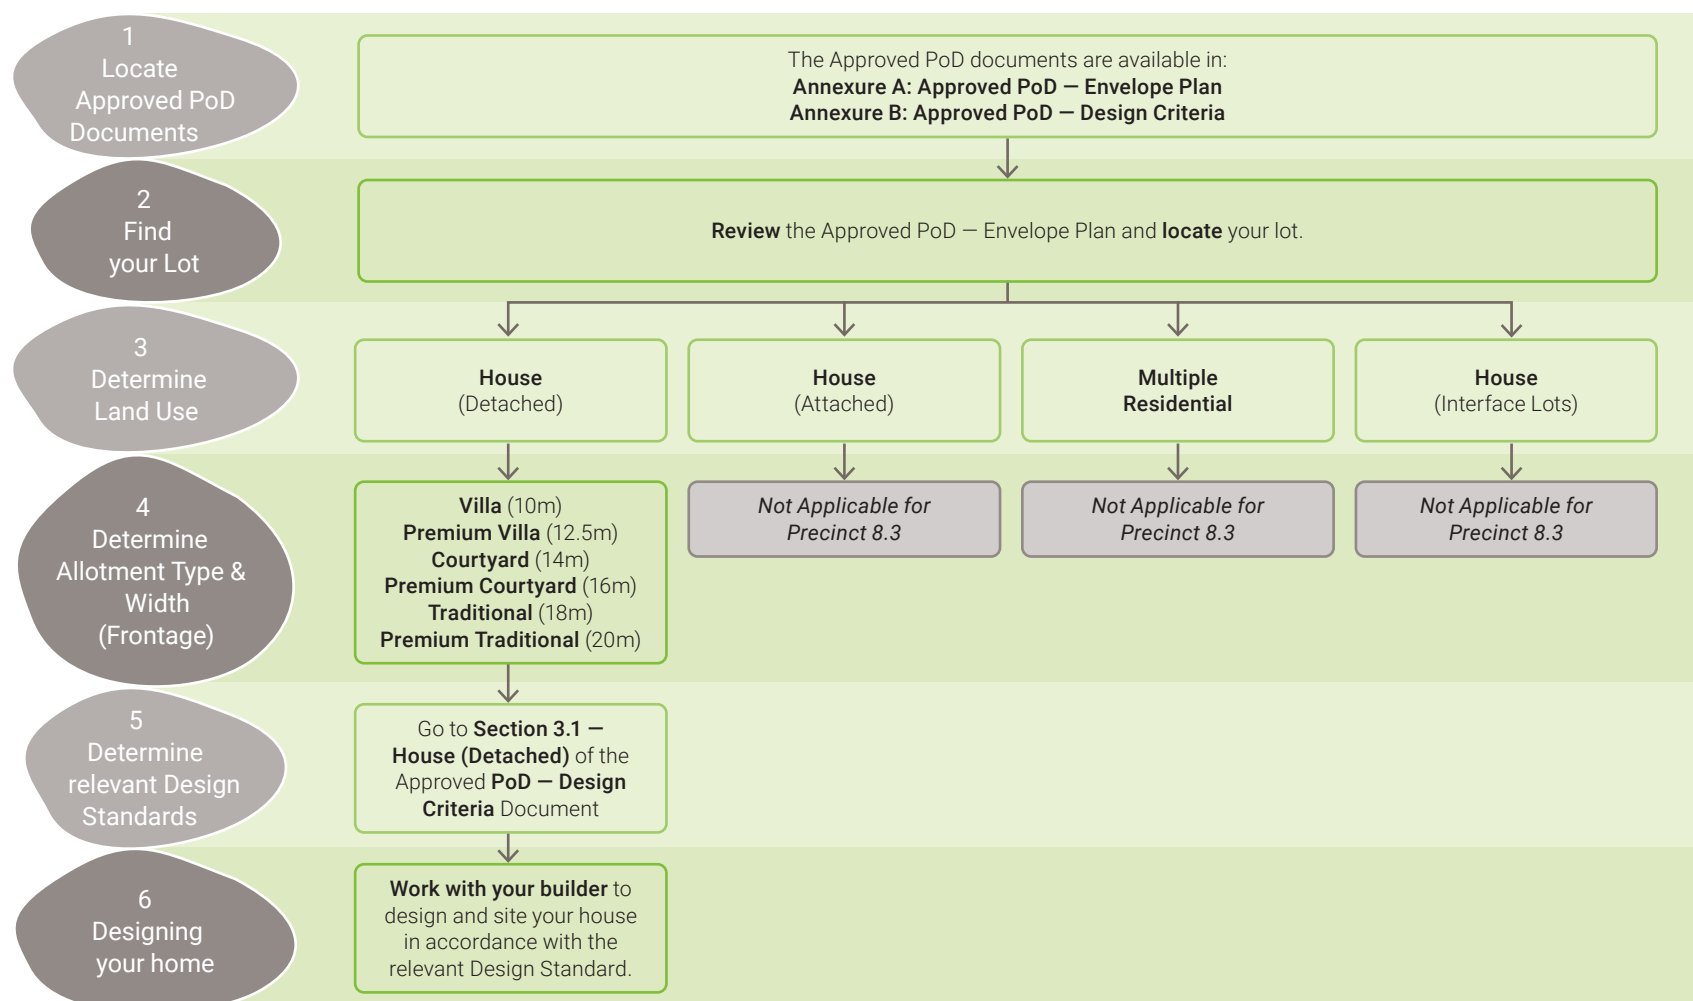 1
Locate
Approved PoD
Documents
The Approved PoD documents are available in:
Annexure A: Approved PoD — Envelope Plan
Annexure B: Approved PoD — Design Criteria
2
Find
your Lot
Review the Approved PoD — Envelope Plan and locate your lot.
3
Determine
Land Use
House
(Detached)
House
(Attached)
Multiple
Residential
House
(Interface Lots)
4
Determine
Allotment Type &
Width
(Frontage)
Villa (10m)
Premium Villa (12.5m)
Courtyard (14m)
Premium Courtyard (16m)
Traditional (18m)
Premium Traditional (20m)
Not Applicable for
Precinct 8.3
Not Applicable for
Precinct 8.3
Not Applicable for
Precinct 8.3
5
Determine
relevant Design
Standards
Go to Section 3.1 —
House (Detached) of the
Approved PoD — Design
Criteria Document
6
Designing
your home
Work with your builder to
design and site your house
in accordance with the
relevant Design Standard.